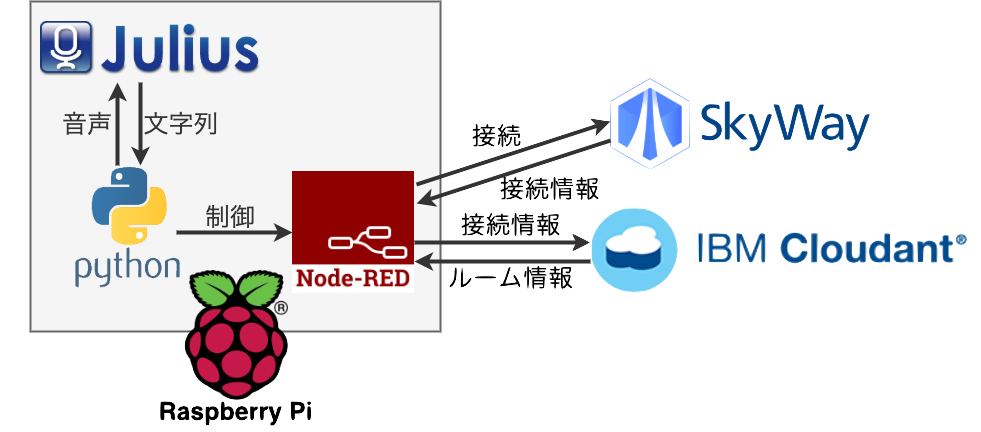 Julius
音声
文字列
python
制御
Node-RED
Raspberry Pi
®
接続
接続情報
SkyWay
接続情報
ルーム情報
IBM Cloudant®